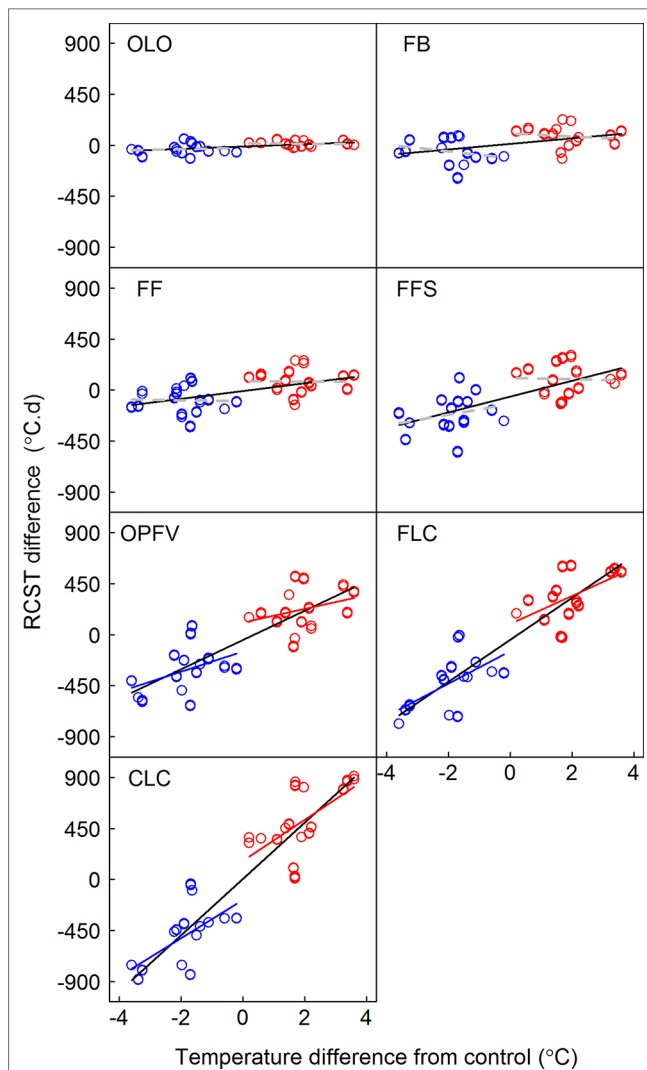 OLO
FB
900
450
0
-450
-900
FF
FFS
900
450
0
-450
-900
OPFV
FLC
900
450
0
-450
-900
CLC
-4 -2 0 2 4
900
450
0
-450
-900
-4 -2 0 2 4
RCST difference (°C.d)
Temperature difference from control (°C)